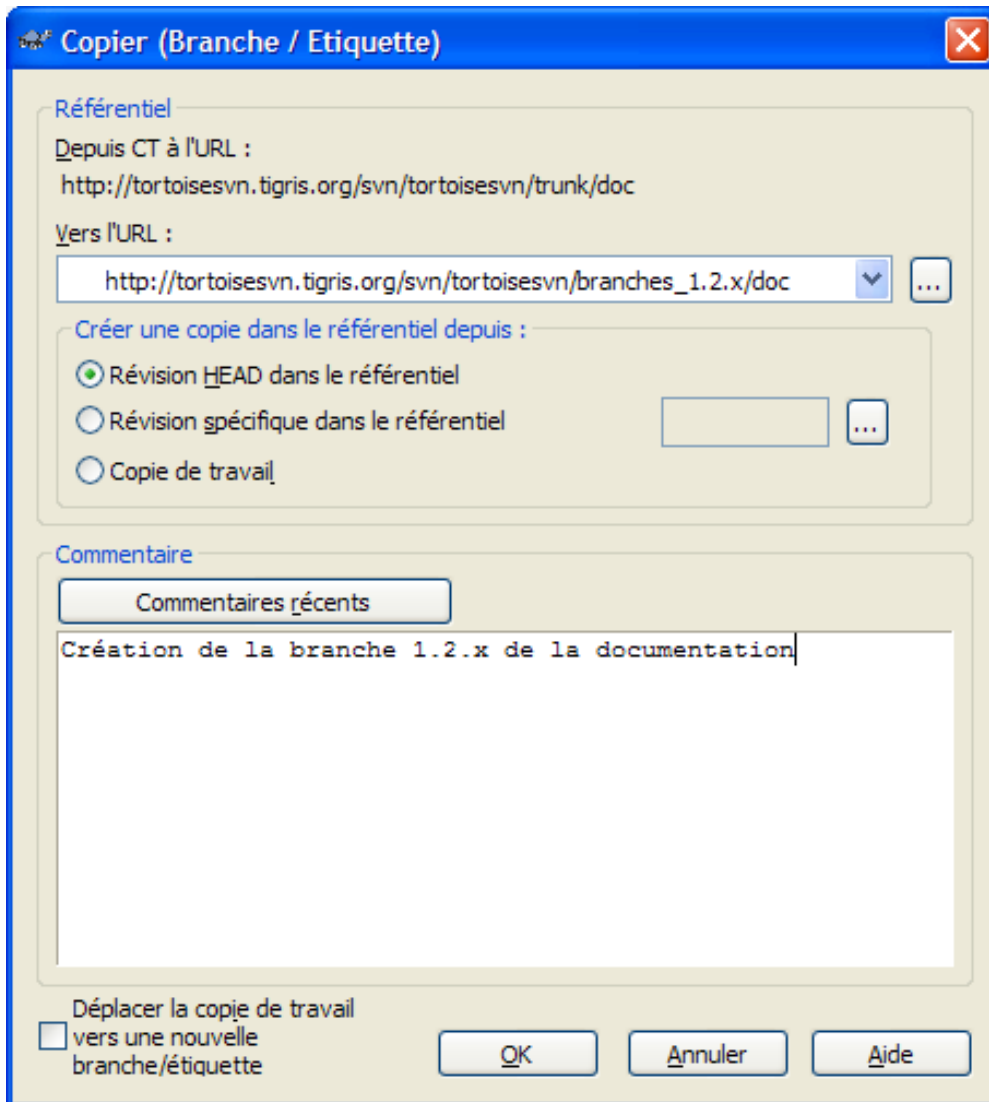 Copier (Branche / Etiquette)
Référentiel
Depuis CT à l'URL :
http://tortoisesvn.tigris.org/svn/tortoisesvn/trunk/doc
Vers l'URL :
http://tortoisesvn.tigris.org/svn/tortoisesvn/branches_1.2.x/doc
...
Créer une copie dans le référentiel depuis :
Révision HEAD dans le référentiel
Révision spécifique dans le référentiel
...
Copie de travail
Commentaire
Commentaires récents
Création de la branche 1.2.x de la documentation
Déplacer la copie de travail
vers une nouvelle
branche/étiquette
OK
Annuler
Aide